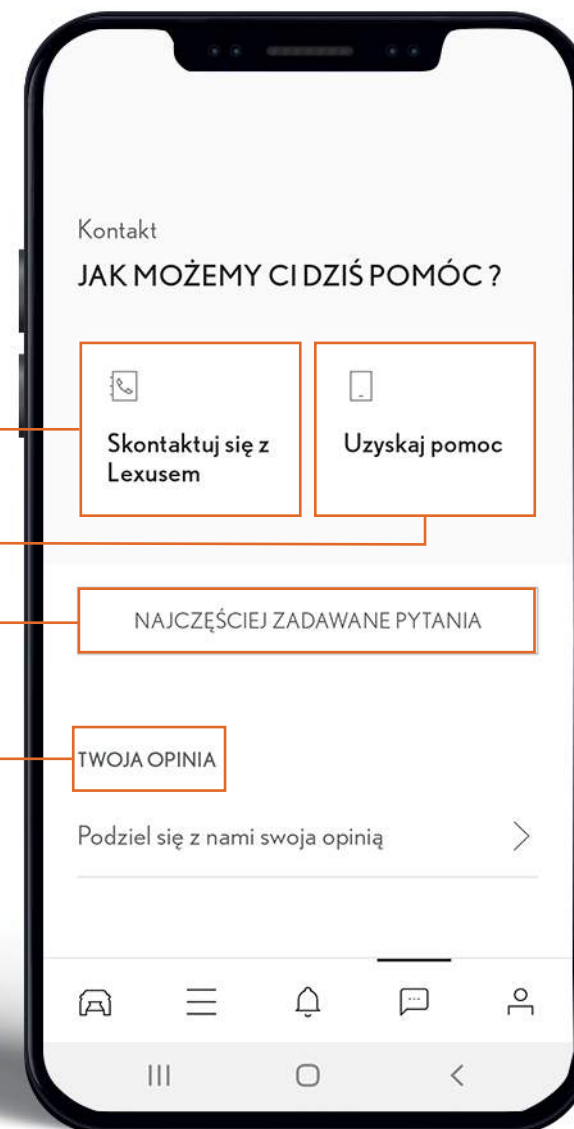 Kontakt
JAK MOŻEMY CI DZIŚ POMÓC ?
Skontaktuj się z
Lexusem
Uzyskaj pomoc
NAJCZĘŚCIEJ ZADAWANE PYTANIA
TWOJA OPINIA
Podziel się z nami swoja opinią